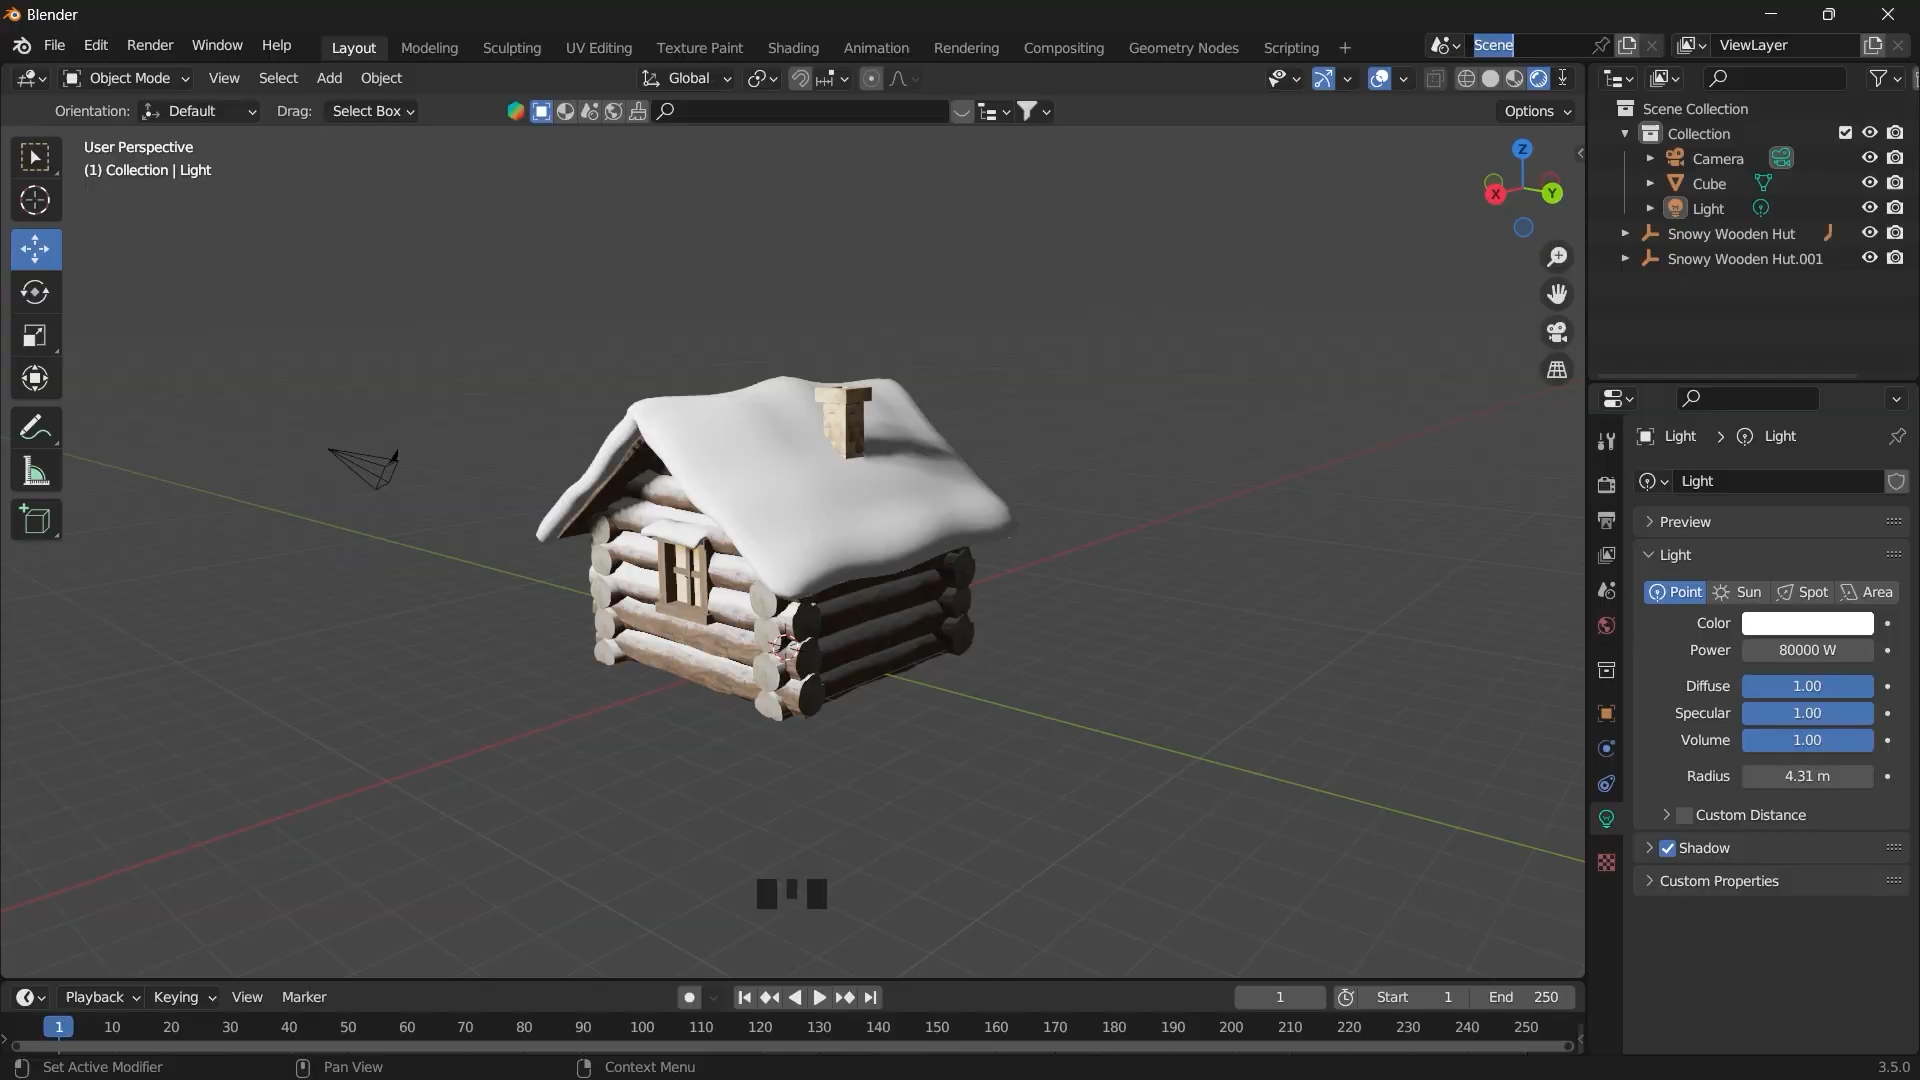 Blender
File Edit Render Window Help Layout Modeling Sculpting UV Editing Texture Paint Shading Animation Rendering Compositing Geometry Nodes Scripting + Scene ViewLayer
Object Mode View Select Add Object Global
Orientation: Default Drag: Select Box Options
User Perspective
(1) Collection | Light
Z
X
Y
Scene Collection
Collection
Camera
Cube
Light
Snowy Wooden Hut
Snowy Wooden Hut.001
Light > Light
Light
Preview
Light
Point Sun Spot Area
Color
Power 80000 W
Diffuse 1.00
Specular 1.00
Volume 1.00
Radius 4.31 m
Custom Distance
Shadow
Custom Properties
Playback Keying View Marker 1 Start 1 End 250
1 10 20 30 40 50 60 70 80 90 100 110 120 130 140 150 160 170 180 190 200 210 220 230 240 250
Set Active Modifier Pan View Context Menu 3.5.0